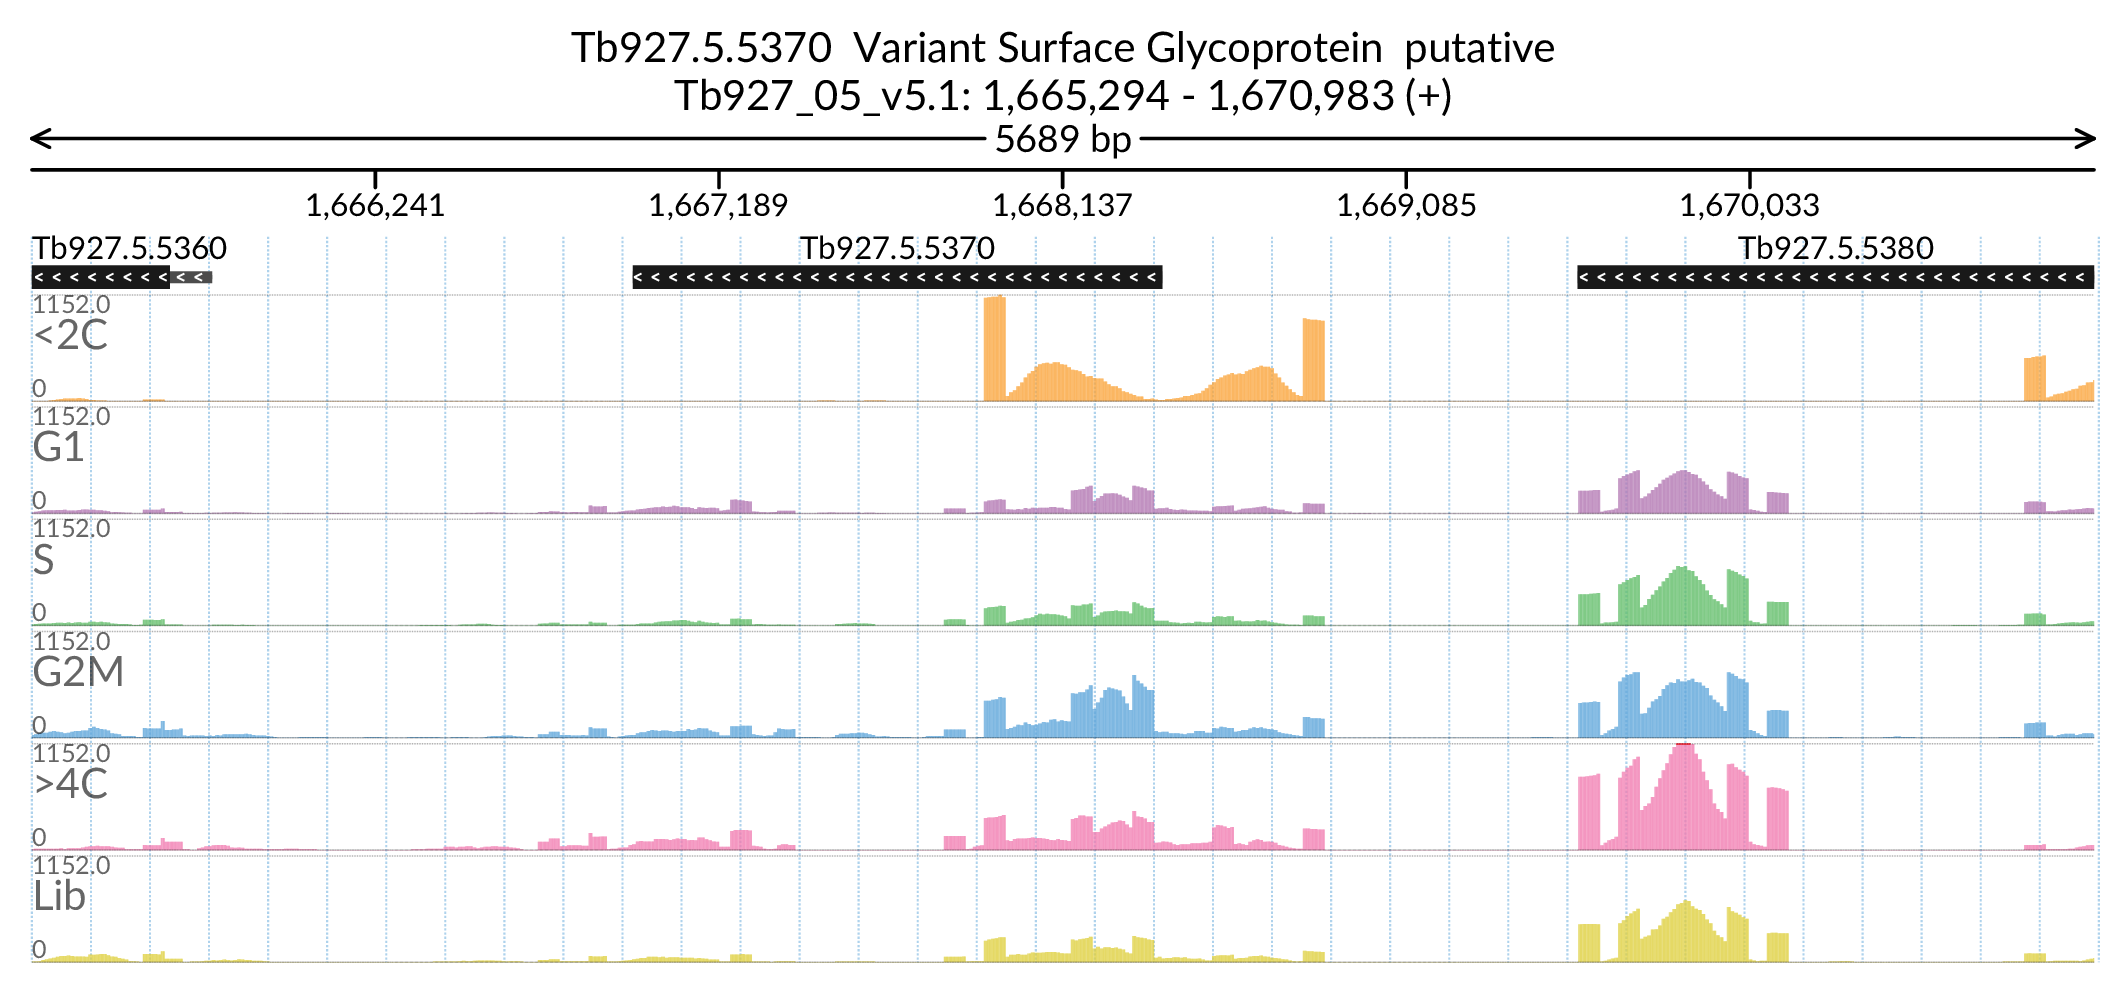 Tb927.5.5370  Variant Surface Glycoprotein  putative
Tb927_05_v5.1: 1,665,294 - 1,670,983 (+)
5689 bp
1,666,241 1,667,189 1,668,137 1,669,085 1,670,033
Tb927.5.5360 Tb927.5.5370 Tb927.5.5380
1152.0
<2C
0
1152.0
G1
0
1152.0
S
0
1152.0
G2M
0
1152.0
>4C
0
1152.0
Lib
0